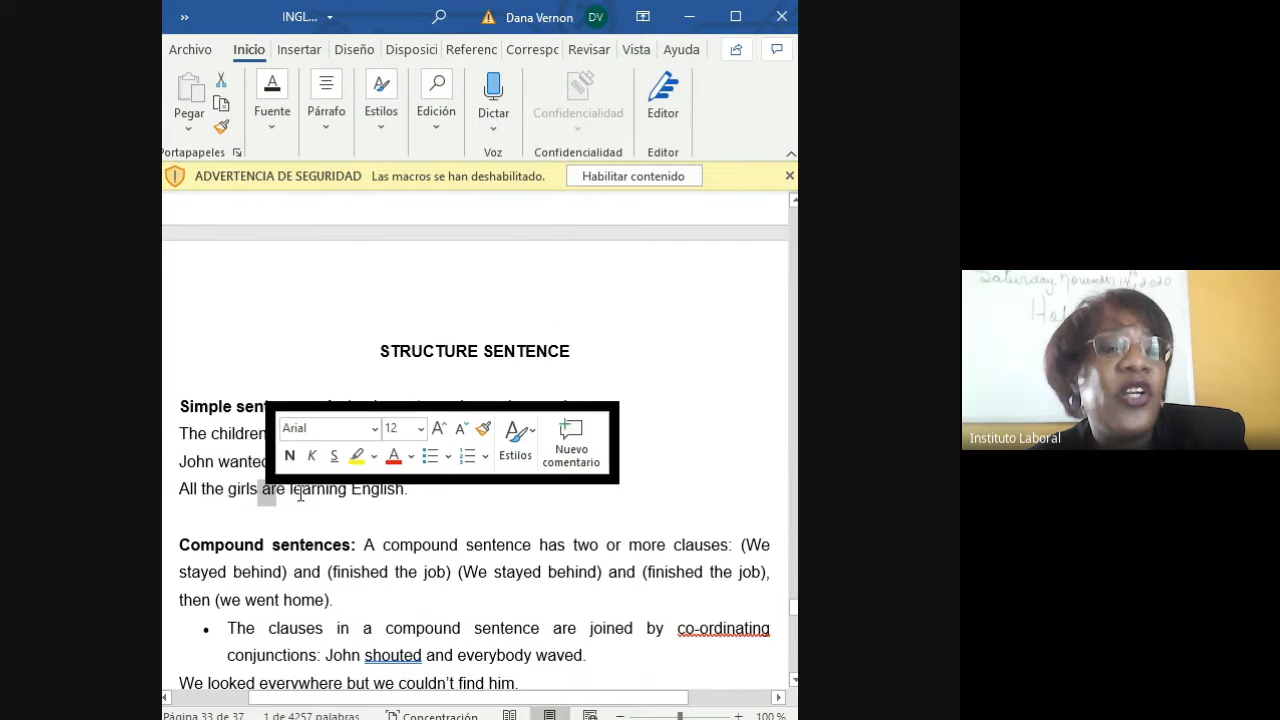 INGL...
Dana Vernon
DV
Archivo Inicio Insertar Diseño Disposici Referenc Correspc Revisar Vista Ayuda
Pegar Fuente Párrafo Estilos Edición Dictar Confidencialidad Editor
Portapapeles Voz Confidencialidad Editor
ADVERTENCIA DE SEGURIDAD Las macros se han deshabilitado. Habilitar contenido
STRUCTURE SENTENCE
Simple sent
The children
John wanted
Arial 12
N K S Estilos Nuevo comentario
All the girls are learning English.
Compound sentences: A compound sentence has two or more clauses: (We
stayed behind) and (finished the job) (We stayed behind) and (finished the job),
then (we went home).
• The clauses in a compound sentence are joined by co-ordinating
conjunctions: John shouted and everybody waved.
We looked everywhere but we couldn't find him.
Página 33 de 37 1 de 4257 palabras Concentración 100 %
Saturday, November 14th, 2020
Instituto Laboral